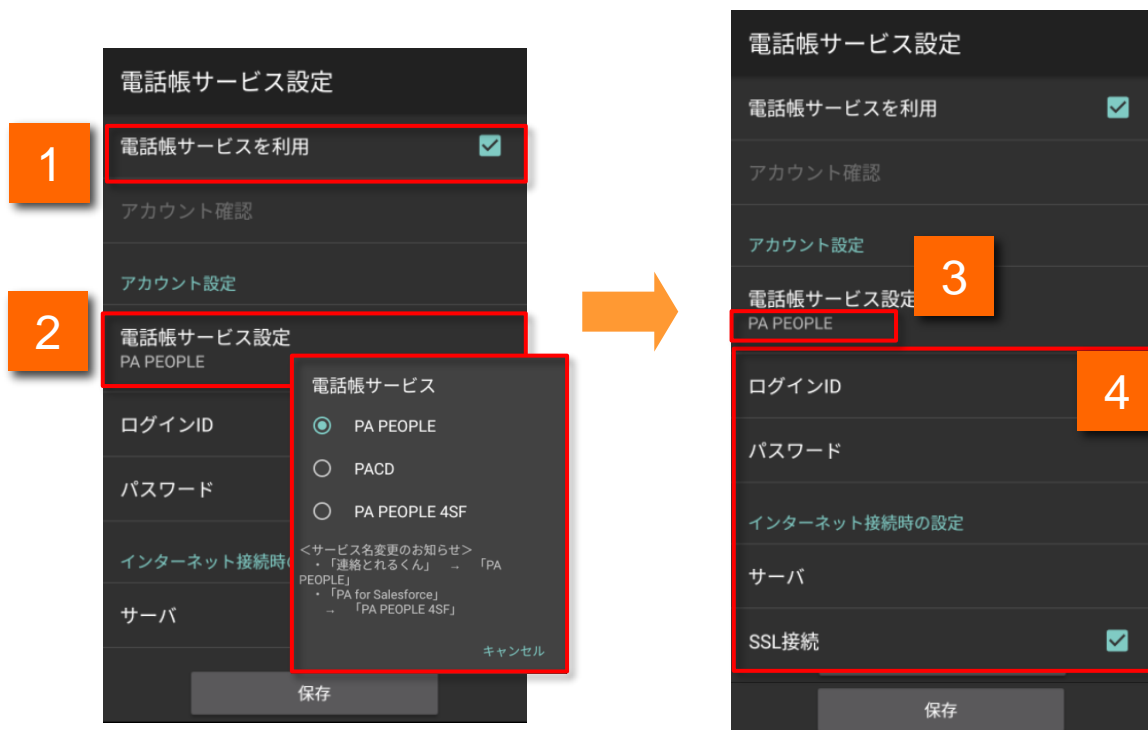 電話帳サービス設定
1
電話帳サービスを利用
アカウント確認
アカウント設定
2
電話帳サービス設定
PA PEOPLE
ログインID
パスワード
インターネット接続時の
サーバ
保存
電話帳サービス
PA PEOPLE
PACD
PA PEOPLE 4SF
＜サービス名変更のお知らせ＞
・「連絡とれるくん」 → 「PA
PEOPLE」
・「PA for Salesforce」
→ 「PA PEOPLE 4SF」
キャンセル
電話帳サービス設定
電話帳サービスを利用
アカウント確認
アカウント設定
3
電話帳サービス設定
PA PEOPLE
4
ログインID
パスワード
インターネット接続時の設定
サーバ
SSL接続
保存